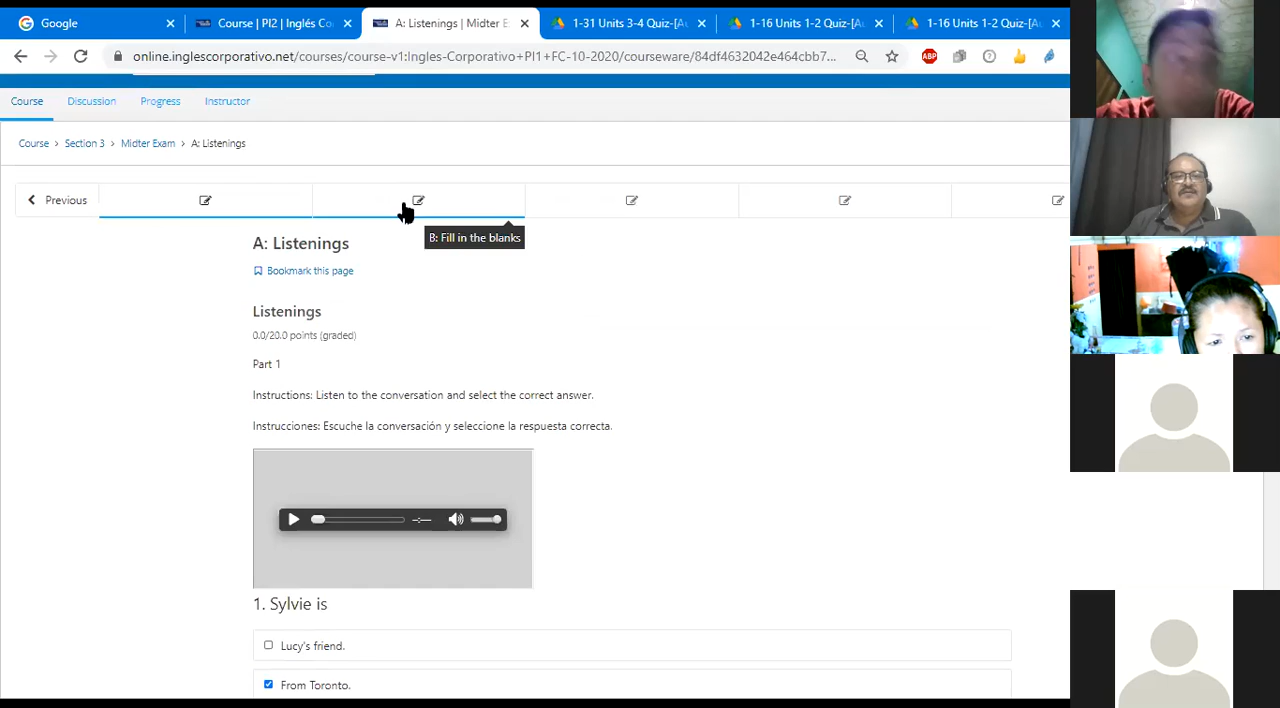 Google
Course | PI2 | Inglés Co
A: Listenings | Midter E
1-31 Units 3-4 Quiz-[A
1-16 Units 1-2 Quiz-[A
1-16 Units 1-2 Quiz-[A
online.inglescorporativo.net/courses/course-v1:Ingles-Corporativo+PI1+FC-10-2020/courseware/84df4632042e464cbb7...
ABP
Course
Discussion
Progress
Instructor
Course > Section 3 > Midter Exam > A: Listenings
Previous
B: Fill in the blanks
A: Listenings
Bookmark this page
Listenings
0.0/20.0 points (graded)
Part 1
Instructions: Listen to the conversation and select the correct answer.
Instrucciones: Escuche la conversación y seleccione la respuesta correcta.
-:--
1. Sylvie is
Lucy's friend.
From Toronto.